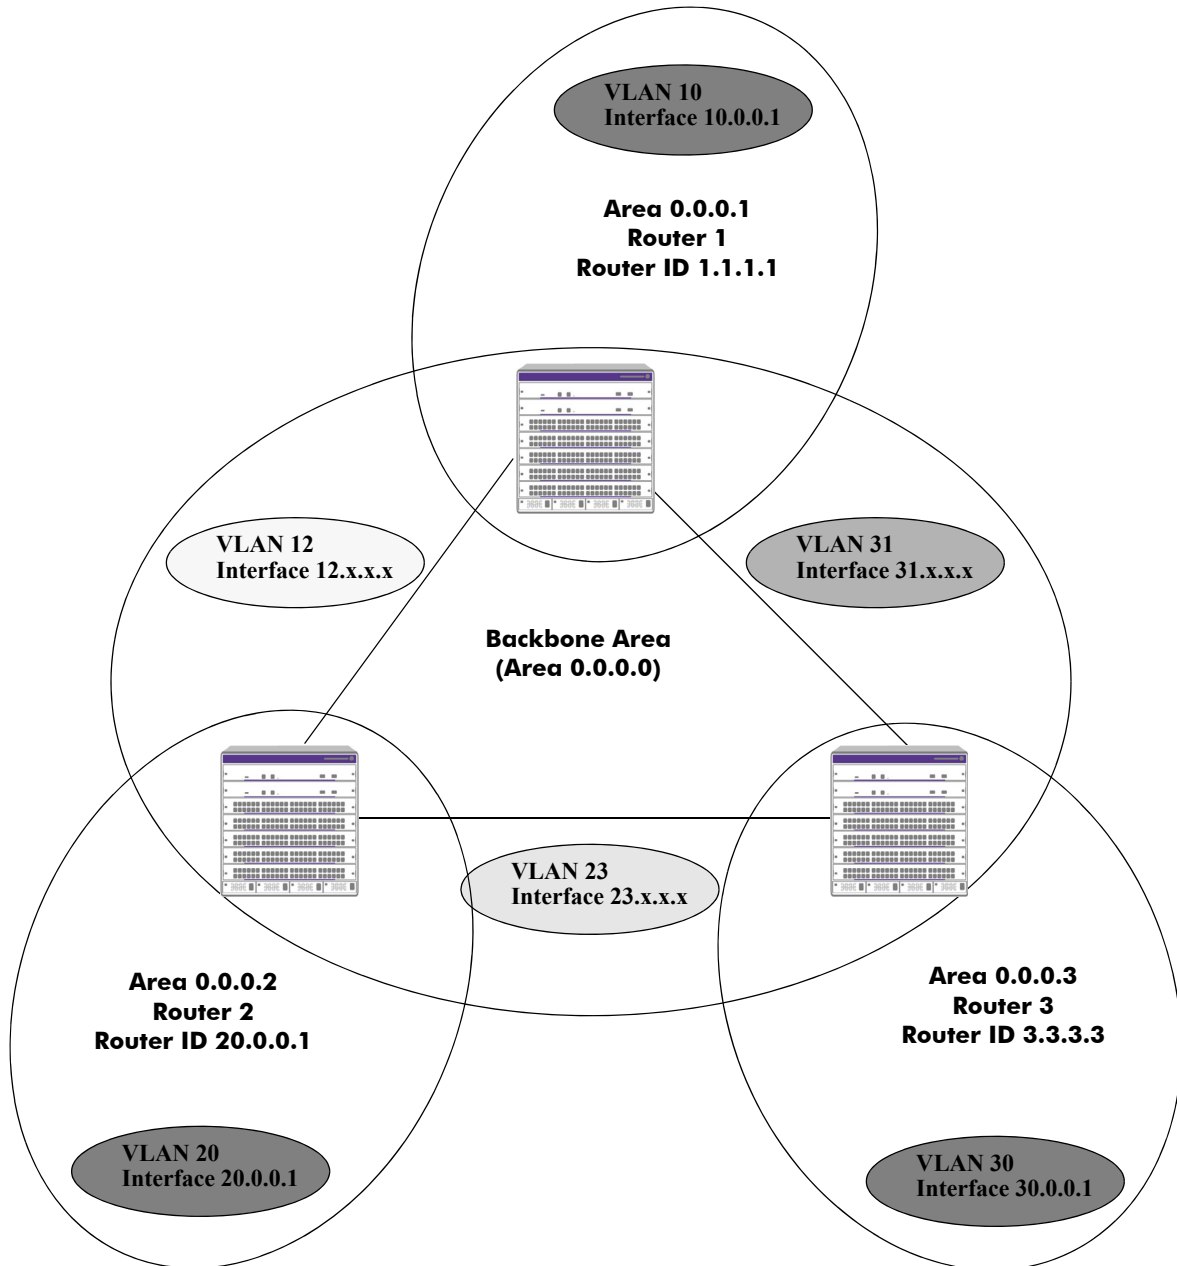 VLAN 10
Interface 10.0.0.1
Area 0.0.0.1
Router 1
Router ID 1.1.1.1
VLAN 12
Interface 12.x.x.x
VLAN 31
Interface 31.x.x.x
Backbone Area
(Area 0.0.0.0)
VLAN 23
Interface 23.x.x.x
Area 0.0.0.2
Router 2
Router ID 20.0.0.1
Area 0.0.0.3
Router 3
Router ID 3.3.3.3
VLAN 20
Interface 20.0.0.1
VLAN 30
Interface 30.0.0.1